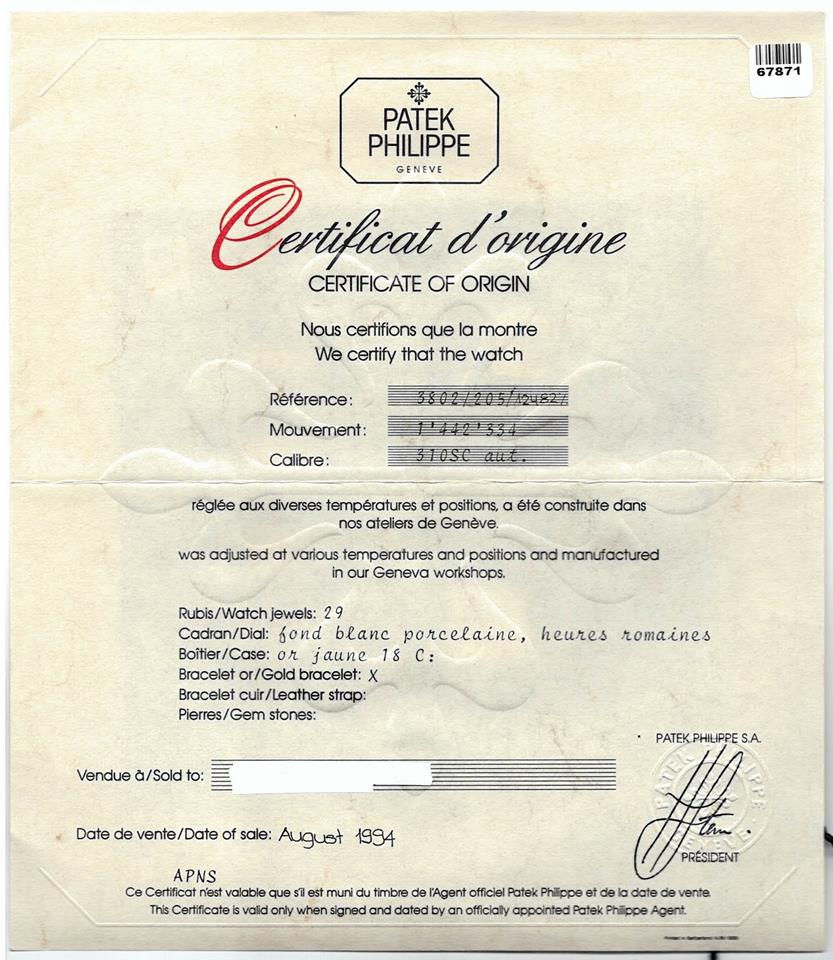 67871
PATEK
PHILIPPE
GENEVE
Certificat d'origine
CERTIFICATE OF ORIGIN
Nous certifions que la montre
We certify that the watch
Référence: 3802/205/124827
Mouvement: 1'442'334
Calibre: 310SC aut.
réglée aux diverses températures et positions, a été construite dans
nos ateliers de Genève.
was adjusted at various temperatures and positions and manufactured
in our Geneva workshops.
Rubis/Watch jewels: 29
Cadran/Dial: fond blanc porcelaine, heures romaines
Boîtier/Case: or jaune 18 C:
Bracelet or/Gold bracelet: X
Bracelet cuir/Leather strap:
Pierres/Gem stones:
PATEK PHILIPPE S.A.
PATEK PHILIPPE
GENEVE
Vendue à/Sold to:
Stern
PRÉSIDENT
Date de vente/Date of sale: August 1994
APNS
Ce Certificat n'est valable que s'il est muni du timbre de l'Agent officiel Patek Philippe et de la date de vente.
This Certificate is valid only when signed and dated by an officially appointed Patek Philippe Agent.